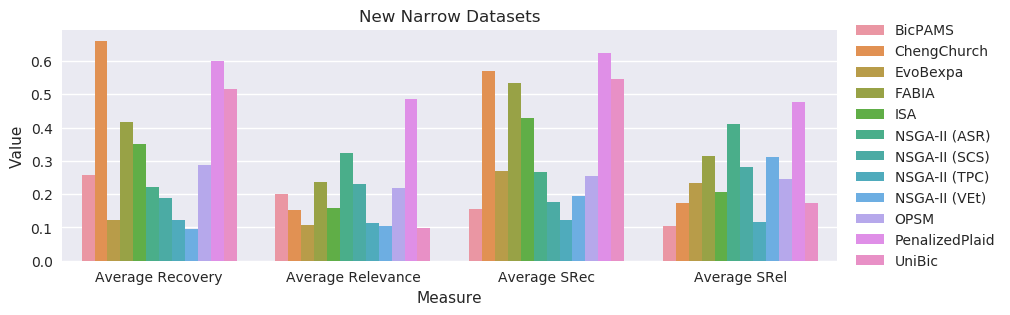 New Narrow Datasets
Value
0.6
0.5
0.4
0.3
0.2
0.1
0.0
Average Recovery
Average Relevance
Average SRec
Average SRel
Measure
BicPAMS
ChengChurch
EvoBexpa
FABIA
ISA
NSGA-II (ASR)
NSGA-II (SCS)
NSGA-II (TPC)
NSGA-II (VEt)
OPSM
PenalizedPlaid
UniBic